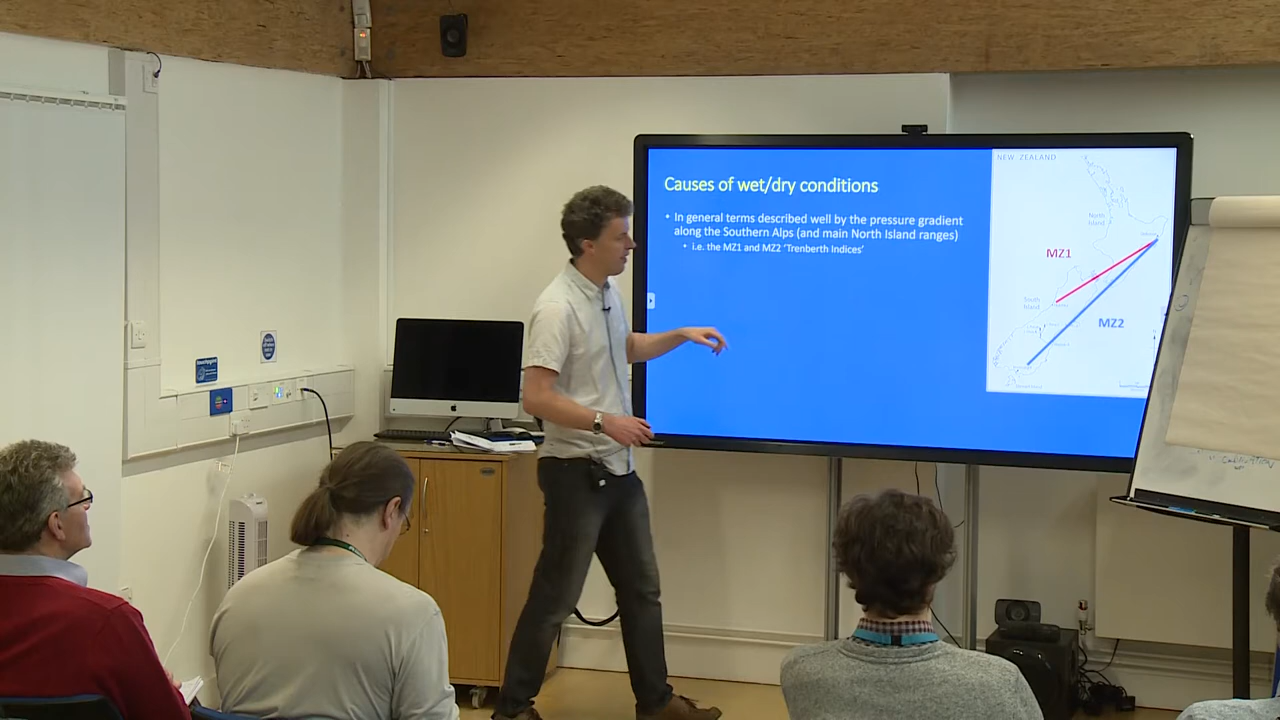 Causes of wet/dry conditions
• In general terms described well by the pressure gradient
along the Southern Alps (and main North Island ranges)
• i.e. the MZ1 and MZ2 'Trenberth Indices'
NEW ZEALAND
North
Island
MZ1
South
Island
MZ2